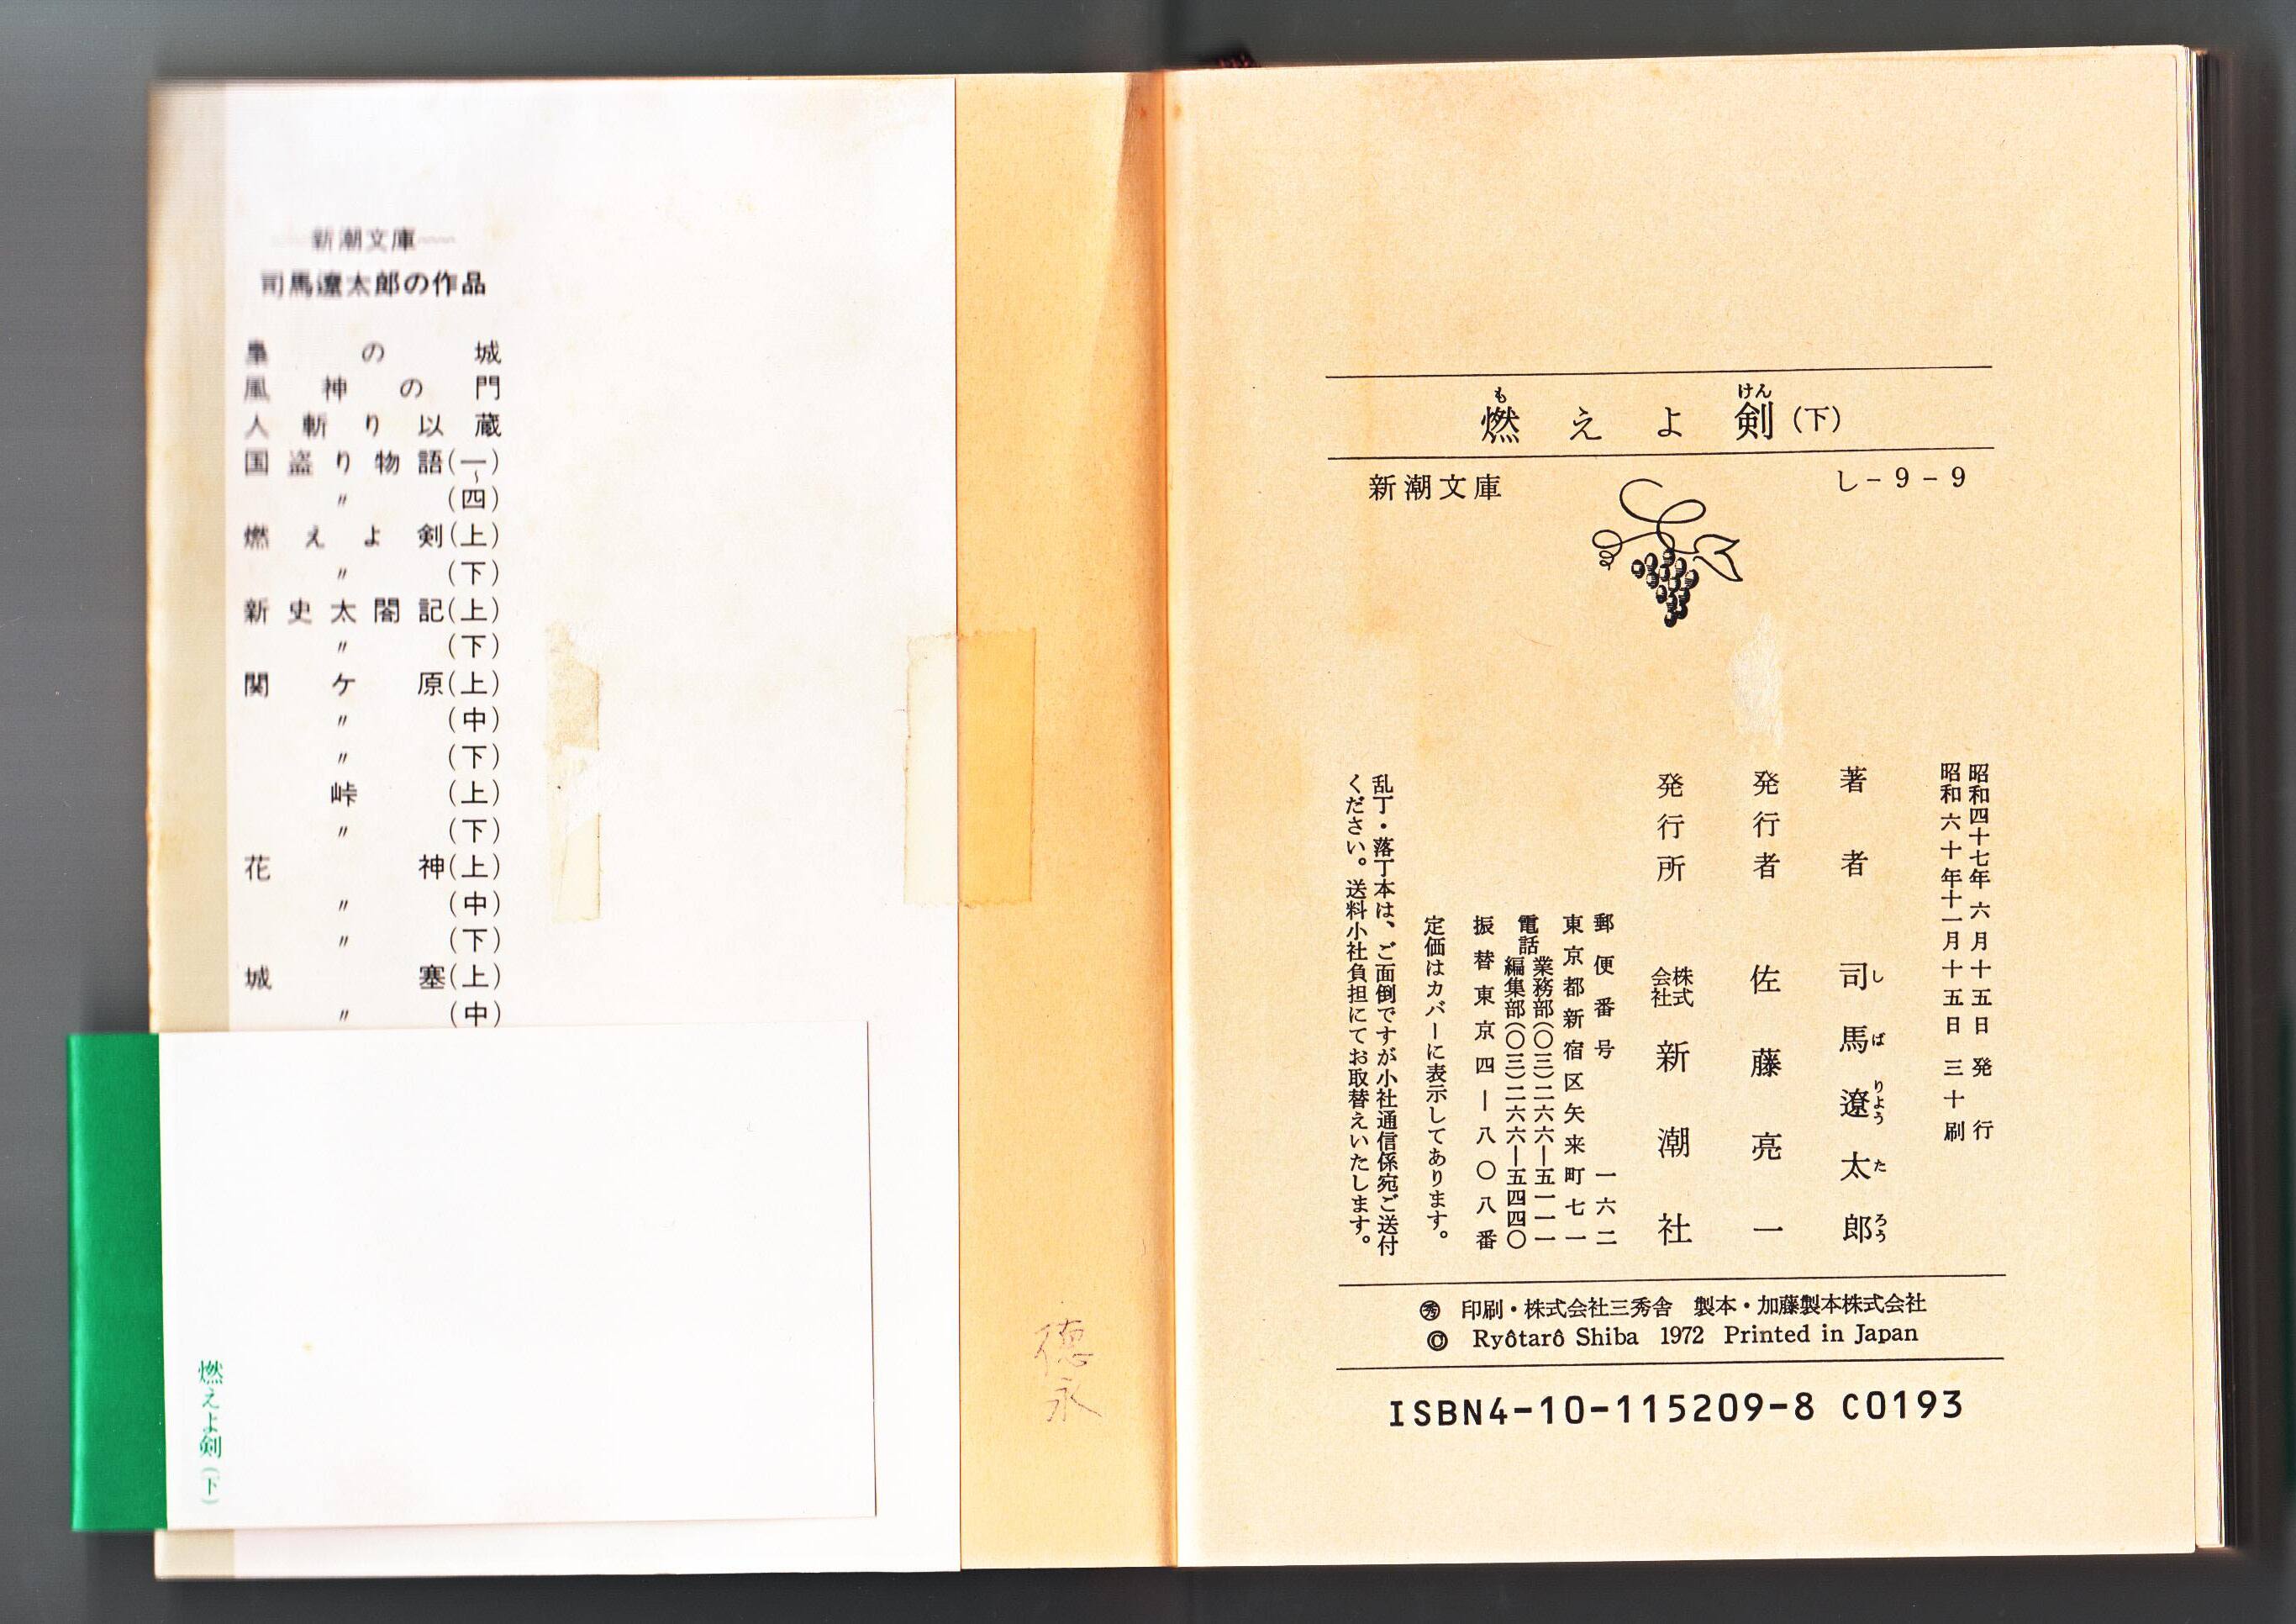 新潮文庫
司馬遼太郎の作品
梟の城
風神の門
人斬り以蔵
国盗り物語(一)
〜
〃(四)
燃えよ剣(上)
〃(下)
新史太閤記(上)
〃(下)
関ケ原(上)
〃(中)
〃(下)
峠(上)
〃(下)
花神(上)
〃(中)
〃(下)
城塞(上)
〃(中)
燃えよ剣(下)
徳永
燃えよ剣(下)
も けん
新潮文庫
し-9-9
昭和四十七年六月十五日発行
昭和六十年十一月十五日三十刷
著者 司馬遼太郎
し ば りょう た ろう
発行者 佐藤亮一
発行所 株式会社 新潮社
郵便番号 一六二
東京都新宿区矢来町七一
電話 業務部(〇三)二六六―五一一一
編集部(〇三)二六六―五四四〇
振替東京四―八〇八番
定価はカバーに表示してあります。
乱丁・落丁本は、ご面倒ですが小社通信係宛ご送付
ください。送料小社負担にてお取替えいたします。
㊙ 印刷・株式会社三秀舎 製本・加藤製本株式会社
© Ryôtarô Shiba 1972 Printed in Japan
ISBN4-10-115209-8 C0193